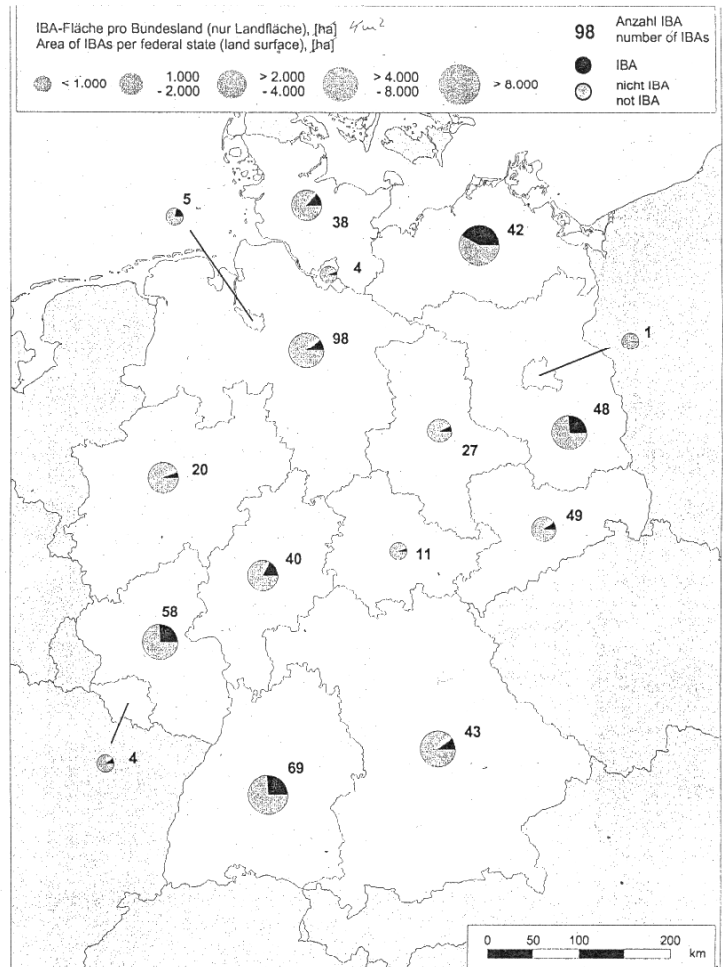 IBA-Fläche pro Bundesland (nur Landfläche), [ha] km²
Area of IBAs per federal state (land surface), [ha]
< 1.000
1.000
- 2.000
> 2.000
- 4.000
> 4.000
- 8.000
> 8.000
98
Anzahl IBA
number of IBAs
IBA
nicht IBA
not IBA
5
38
42
4
98
1
48
27
20
49
40
11
58
43
4
69
0 50 100 200
km